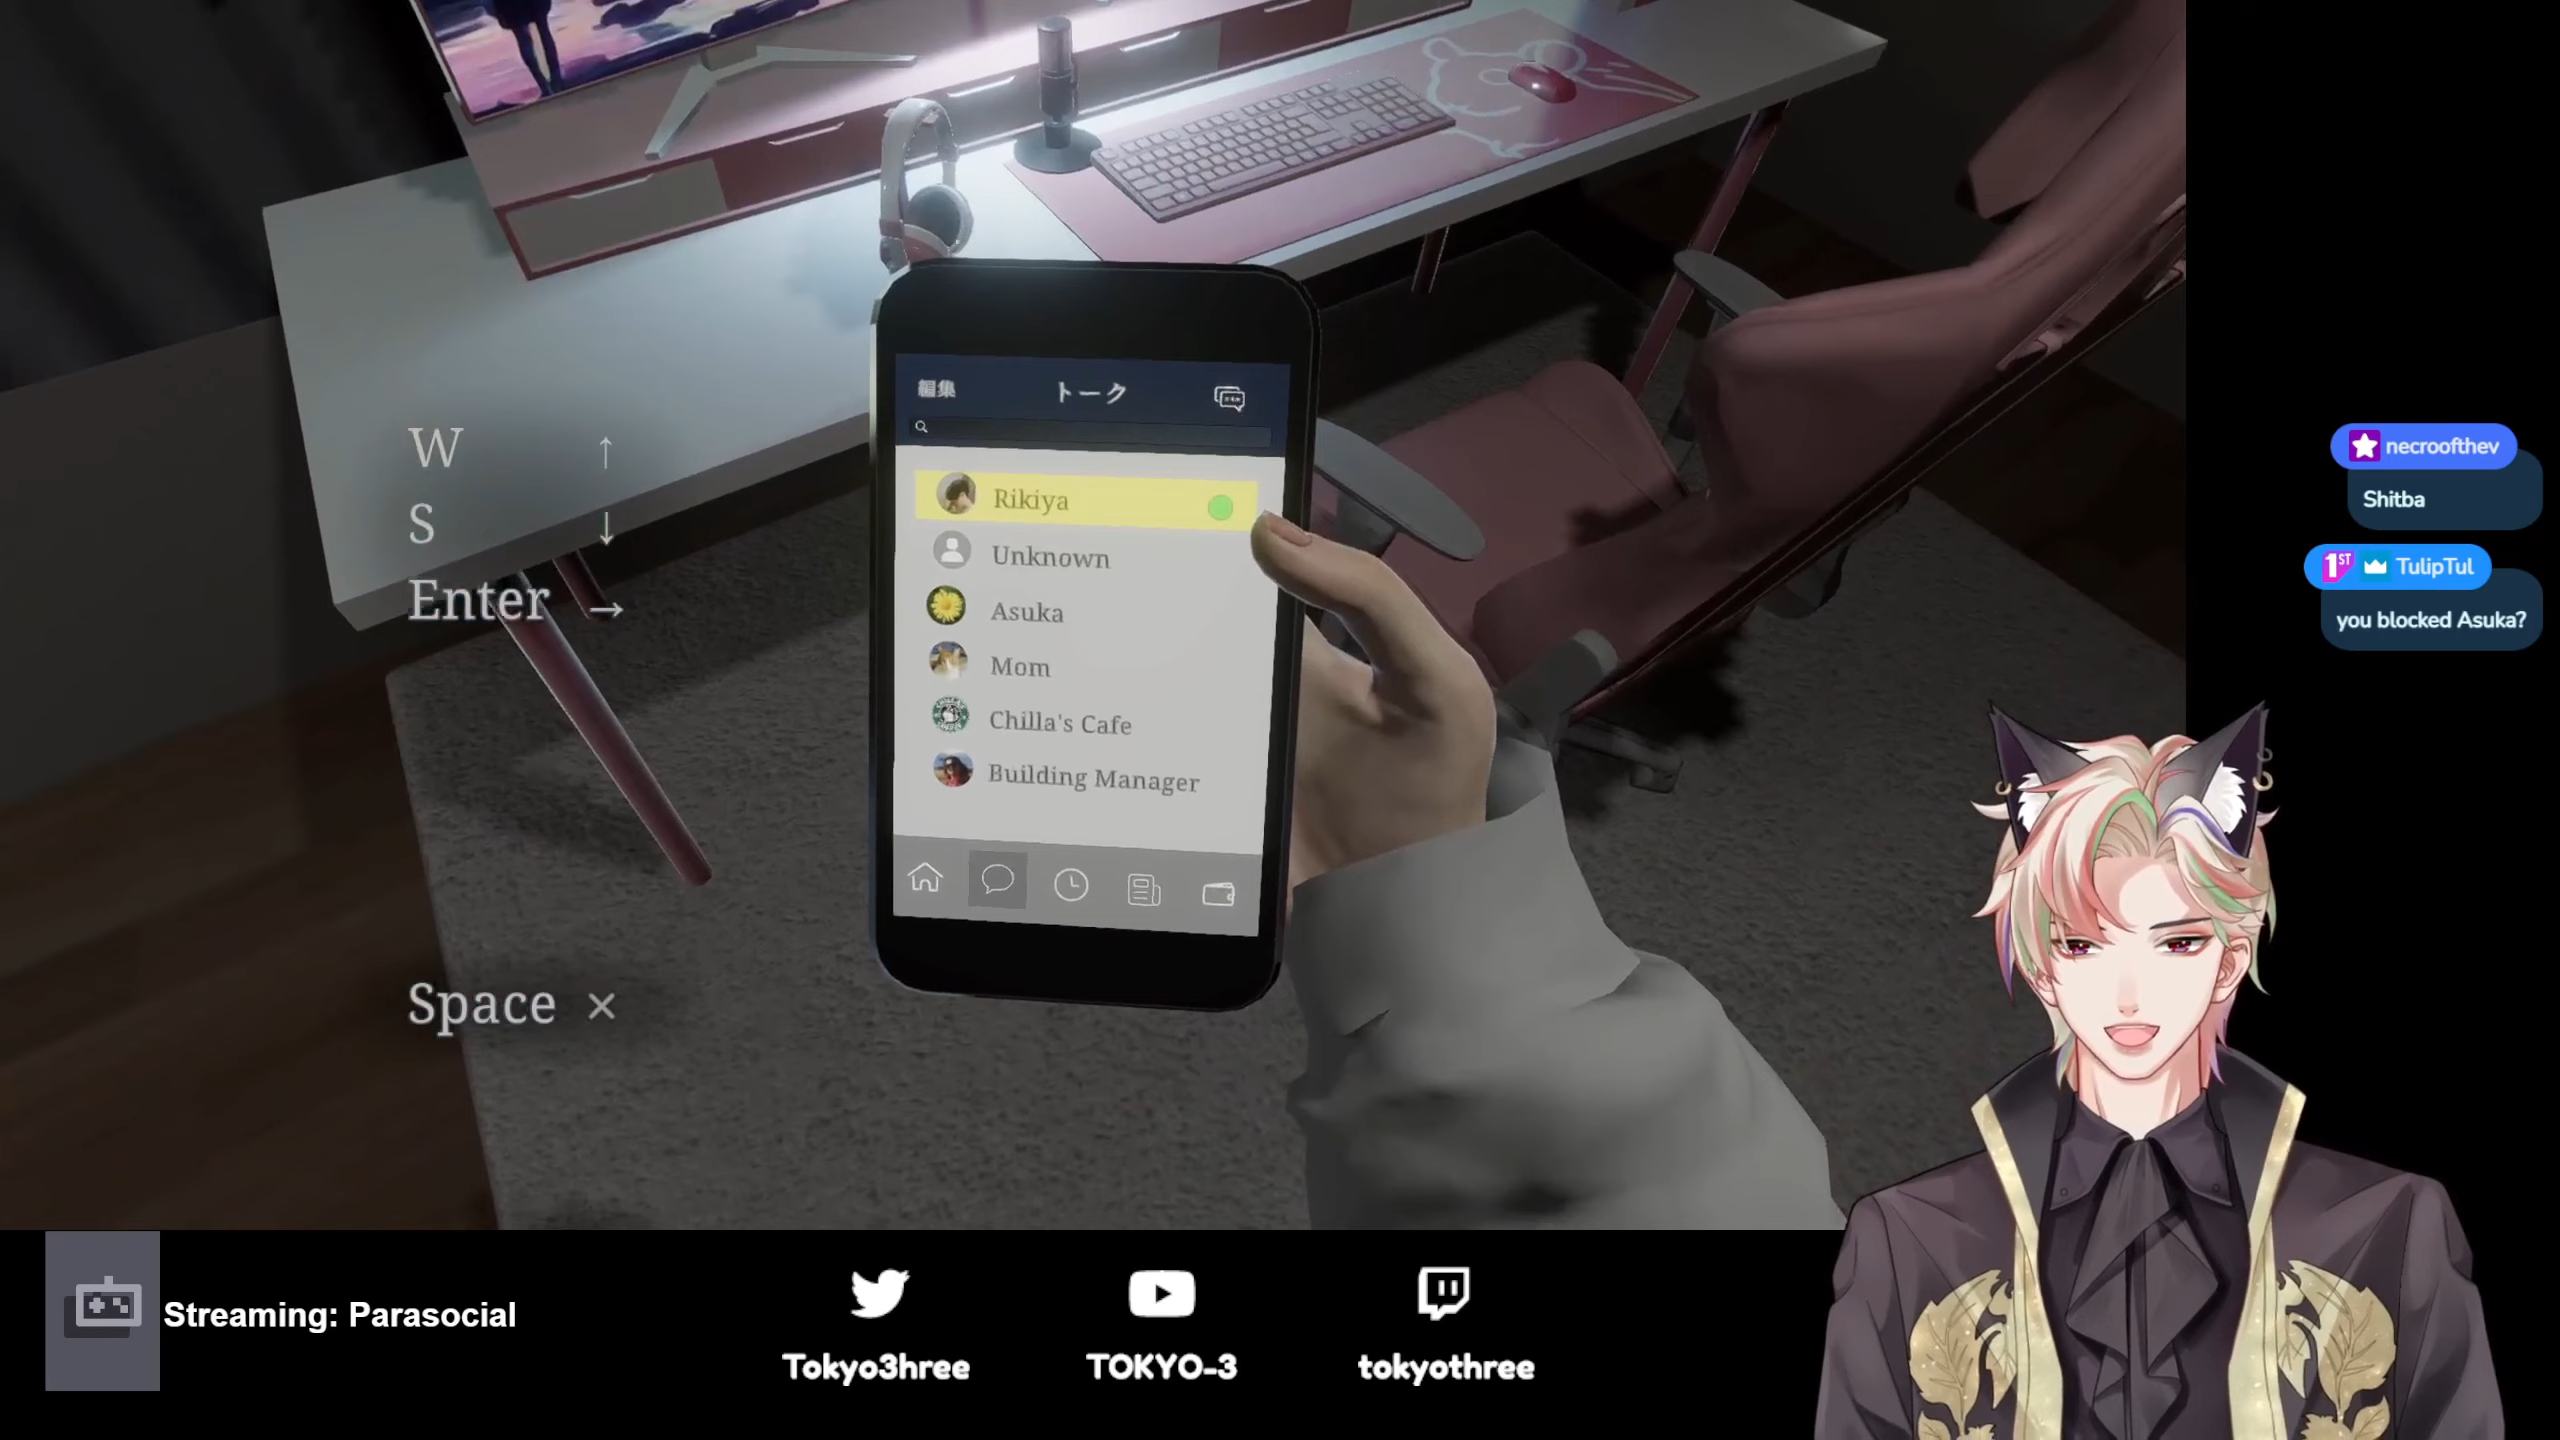 編集 トーク
Rikiya
Unknown
Asuka
Mom
Chilla's Cafe
Building Manager
W ↑
S ↓
Enter →
Space ×
necroofthev
Shitba
1ST TulipTul
you blocked Asuka?
Streaming: Parasocial
Tokyo3hree
TOKYO-3
tokyothree